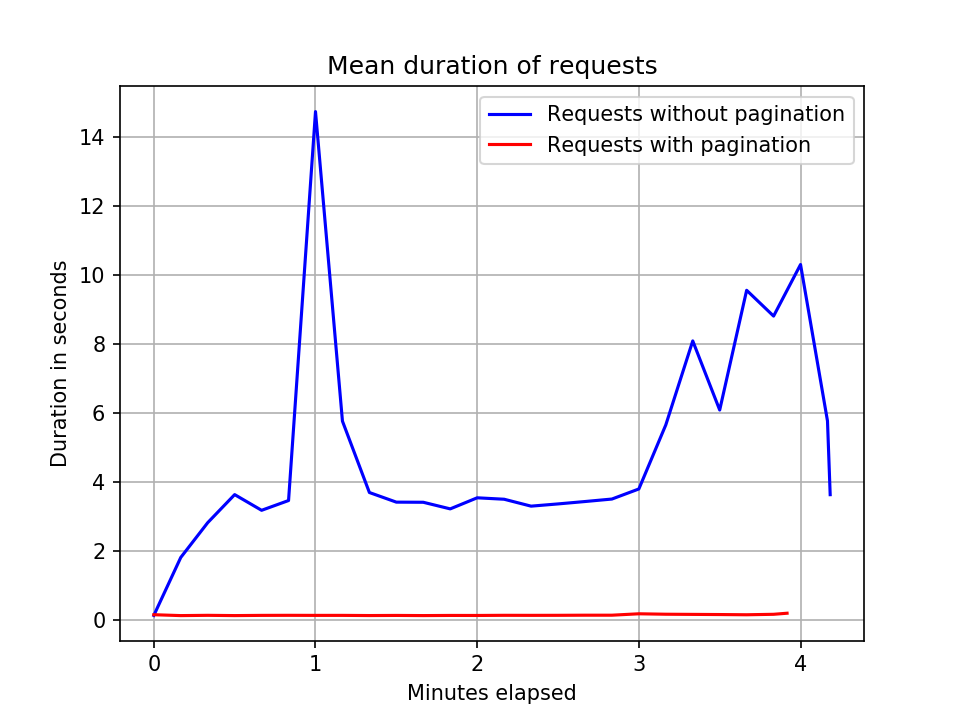 Mean duration of requests
Requests without pagination
Requests with pagination
14
12
10
8
6
4
2
0
Duration in seconds
0 1 2 3 4
Minutes elapsed